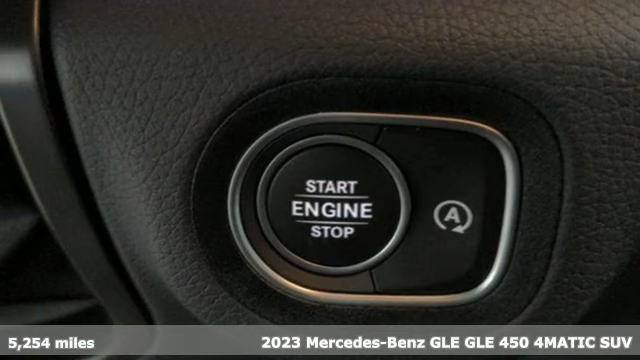 START
ENGINE
STOP
A
5,254 miles
2023 Mercedes-Benz GLE GLE 450 4MATIC SUV